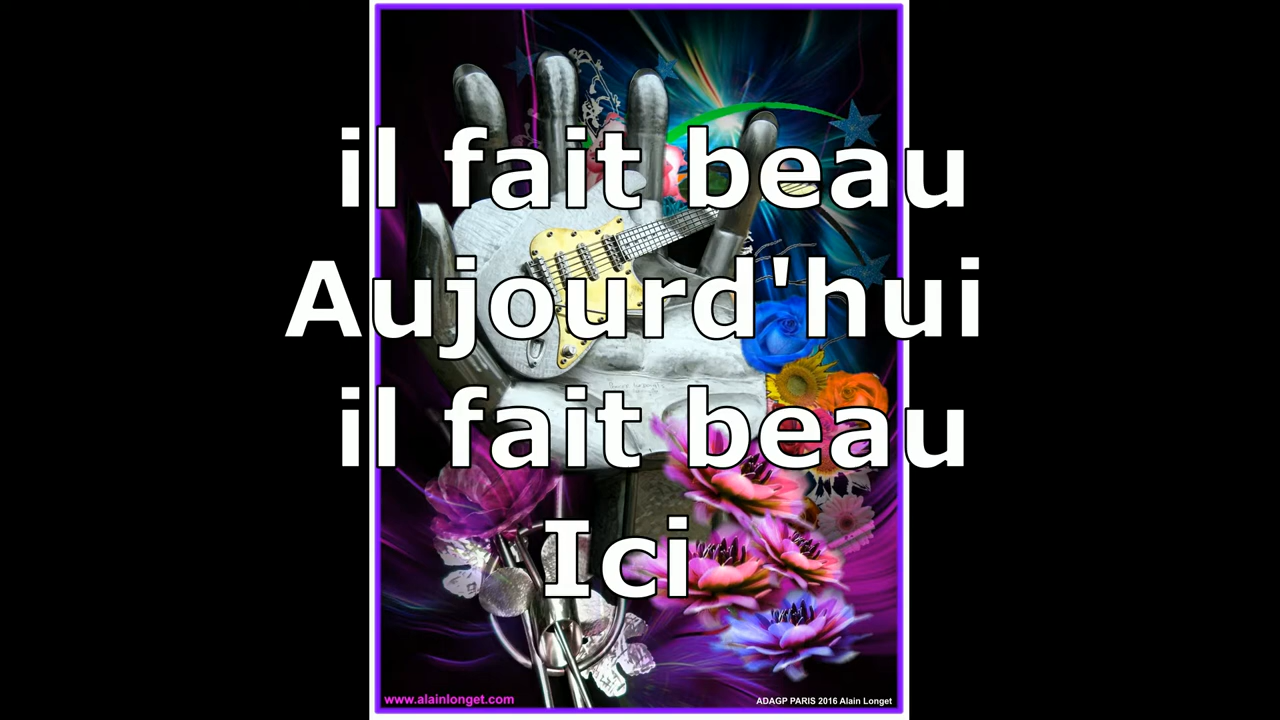 il fait beau
Aujourd'hui
il fait beau
Ici
www.alainlonget.com
ADAGP PARIS 2016 Alain Longet